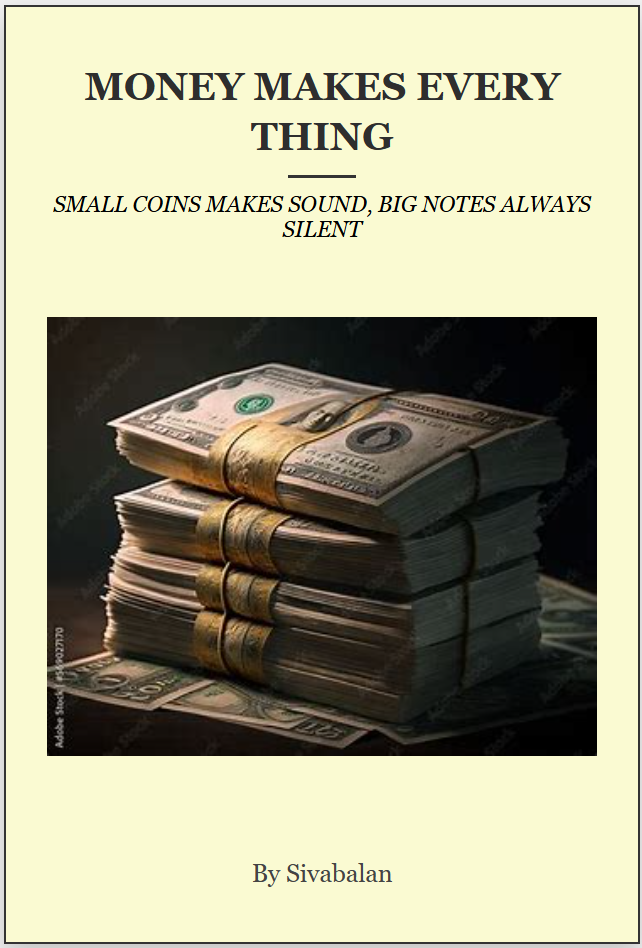 MONEY MAKES EVERY
THING
SMALL COINS MAKES SOUND, BIG NOTES ALWAYS
SILENT
Adobe Stock | #569027170
By Sivabalan